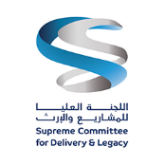 اللجنة العليا
للمشاريع والإرث
Supreme Committee
for Delivery & Legacy